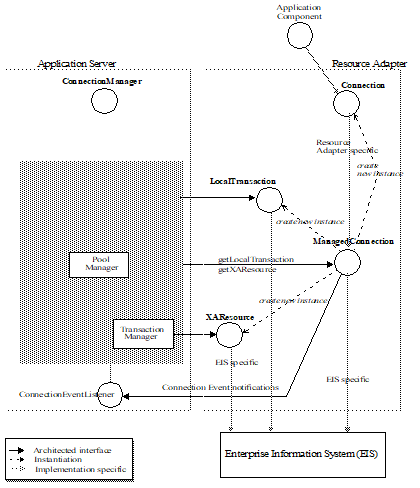 Application
Component
Application Server
Resource Adapter
ConnectionManager
Connection
Resource
Adapter specific
create
new instance
LocalTransaction
create new instance
ManagedConnection
Pool
Manager
getLocalTransaction
getXAResource
create new instance
XAResource
Transaction
Manager
EIS specific
EIS specific
Connection Event notifications
ConnectionEventListener
Architected interface
Instantiation
Implementation specific
Enterprise Information System (EIS)